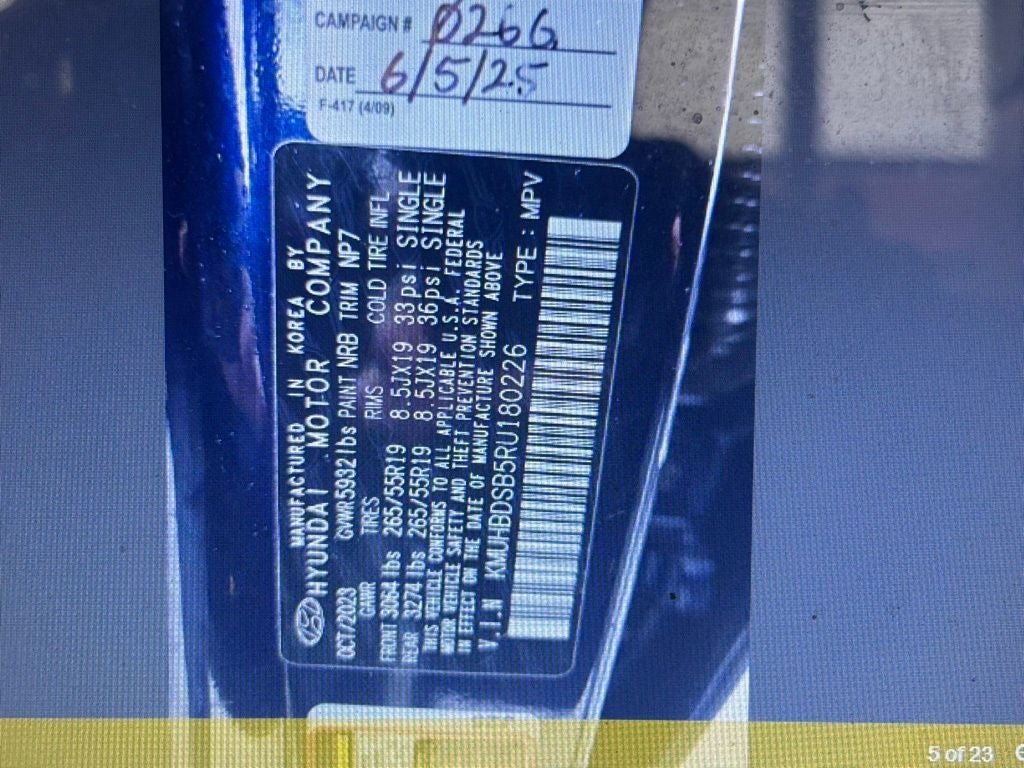 CAMPAIGN # 0266
DATE 6/5/25
F-417 (4/09)
MANUFACTURED IN KOREA BY
HYUNDAI MOTOR COMPANY
OCT/2023 GVWR5932lbs PAINT NRB TRIM NP7
GAWR TIRES RIMS COLD TIRE INFL
FRONT 3064lbs 265/55R19 8.5JX19 33psi SINGLE
REAR 3274lbs 265/55R19 8.5JX19 36psi SINGLE
THIS VEHICLE CONFORMS TO ALL APPLICABLE U.S.A. FEDERAL
MOTOR VEHICLE SAFETY AND THEFT PREVENTION STANDARDS
IN EFFECT ON THE DATE OF MANUFACTURE SHOWN ABOVE
V.I.N KMUHBDSB5RU180226 TYPE : MPV
5 of 23